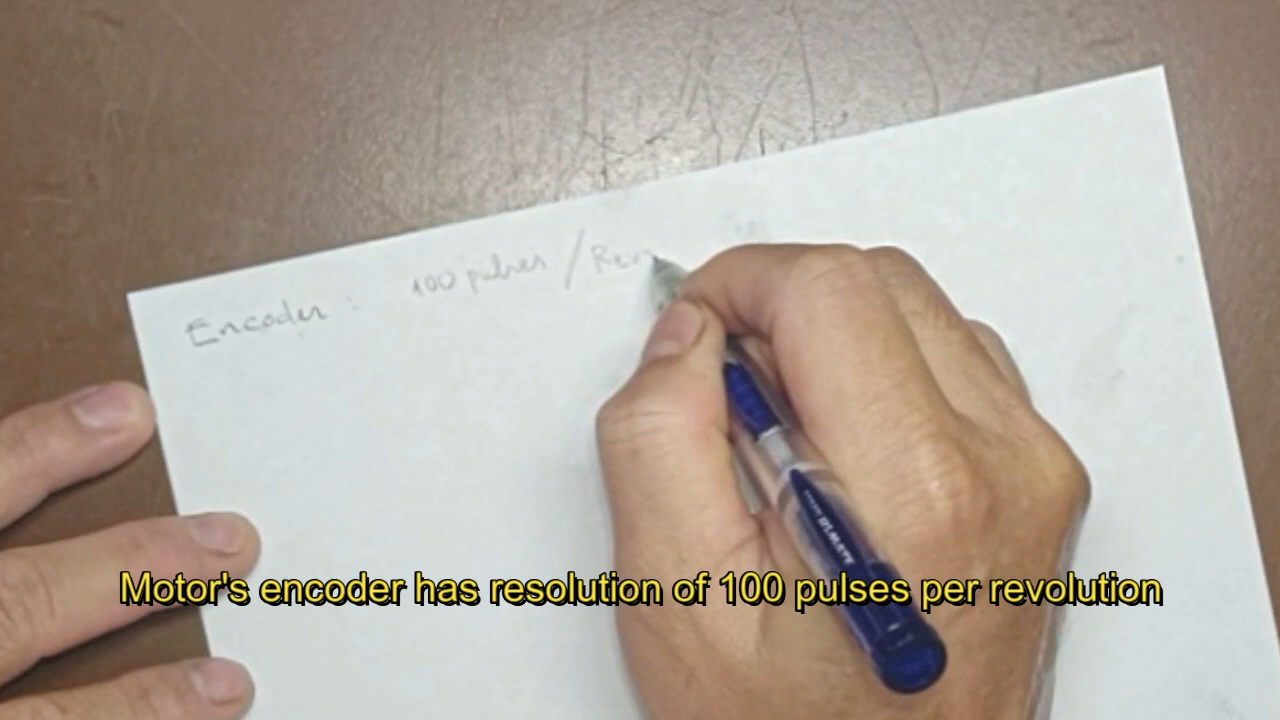 Encoder : 100 pulses / Rev
Motor's encoder has resolution of 100 pulses per revolution